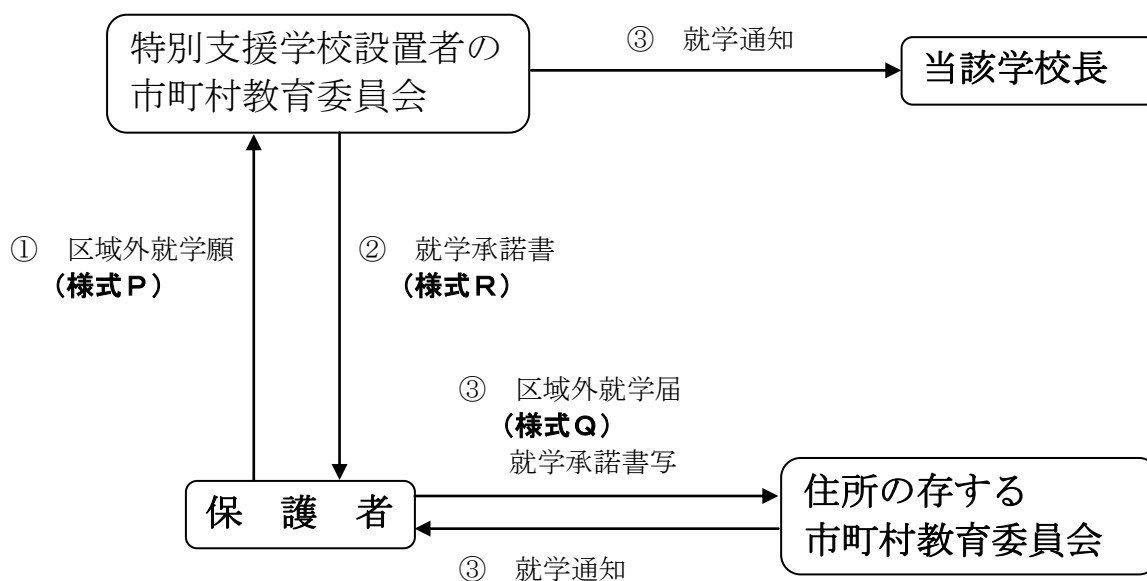 特別支援学校設置者の
市町村教育委員会
③　就学通知
当該学校長
①　区域外就学願
（様式Ｐ）
②　就学承諾書
（様式Ｒ）
③　区域外就学届
（様式Ｑ）
就学承諾書写
保　護　者
住所の存する
市町村教育委員会
③　就学通知